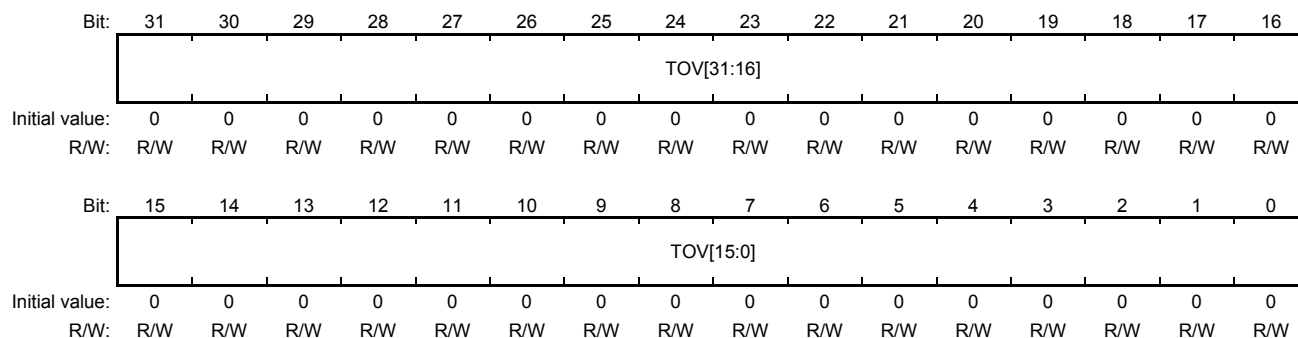 Bit: 31 30 29 28 27 26 25 24 23 22 21 20 19 18 17 16
TOV[31:16]
Initial value: 0 0 0 0 0 0 0 0 0 0 0 0 0 0 0 0
R/W: R/W R/W R/W R/W R/W R/W R/W R/W R/W R/W R/W R/W R/W R/W R/W R/W
Bit: 15 14 13 12 11 10 9 8 7 6 5 4 3 2 1 0
TOV[15:0]
Initial value: 0 0 0 0 0 0 0 0 0 0 0 0 0 0 0 0
R/W: R/W R/W R/W R/W R/W R/W R/W R/W R/W R/W R/W R/W R/W R/W R/W R/W